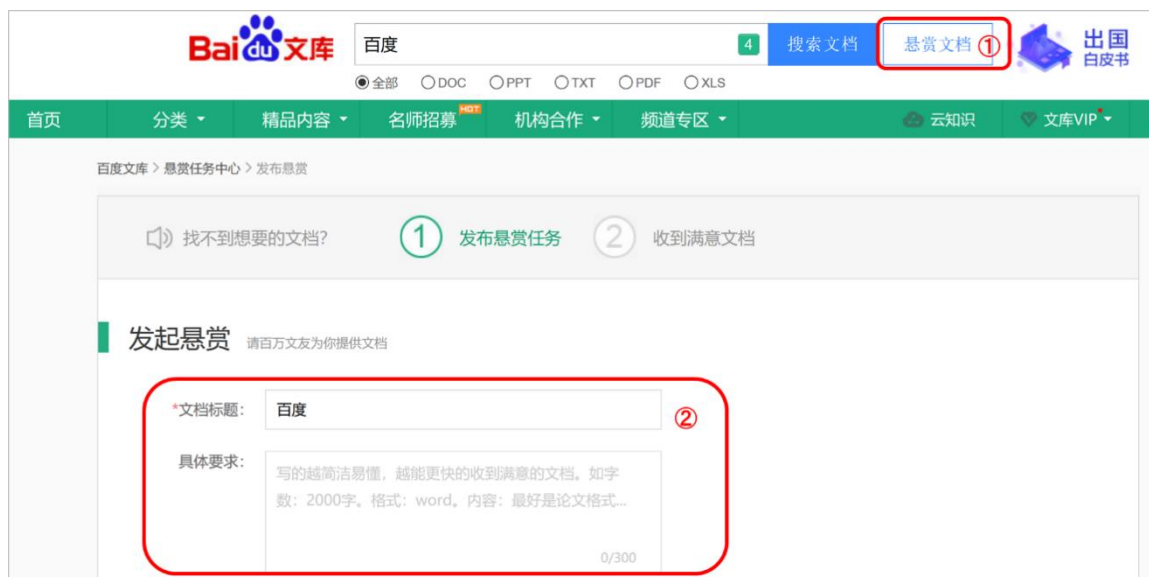 Baidu文库 百度 4 搜索文档 悬赏文档 ① 出国
白皮书
全部 DOC PPT TXT PDF XLS
首页 分类 精品内容 名师招募 HOT 机构合作 频道专区 云知识 文库VIP
百度文库 > 悬赏任务中心 > 发布悬赏
找不到想要的文档? 1 发布悬赏任务 2 收到满意文档
发起悬赏 请百万文友为你提供文档
*文档标题: 百度 ②
具体要求: 写的越简洁易懂，越能更快的收到满意的文档。如字
数：2000字。格式：word。内容：最好是论文格式...
0/300